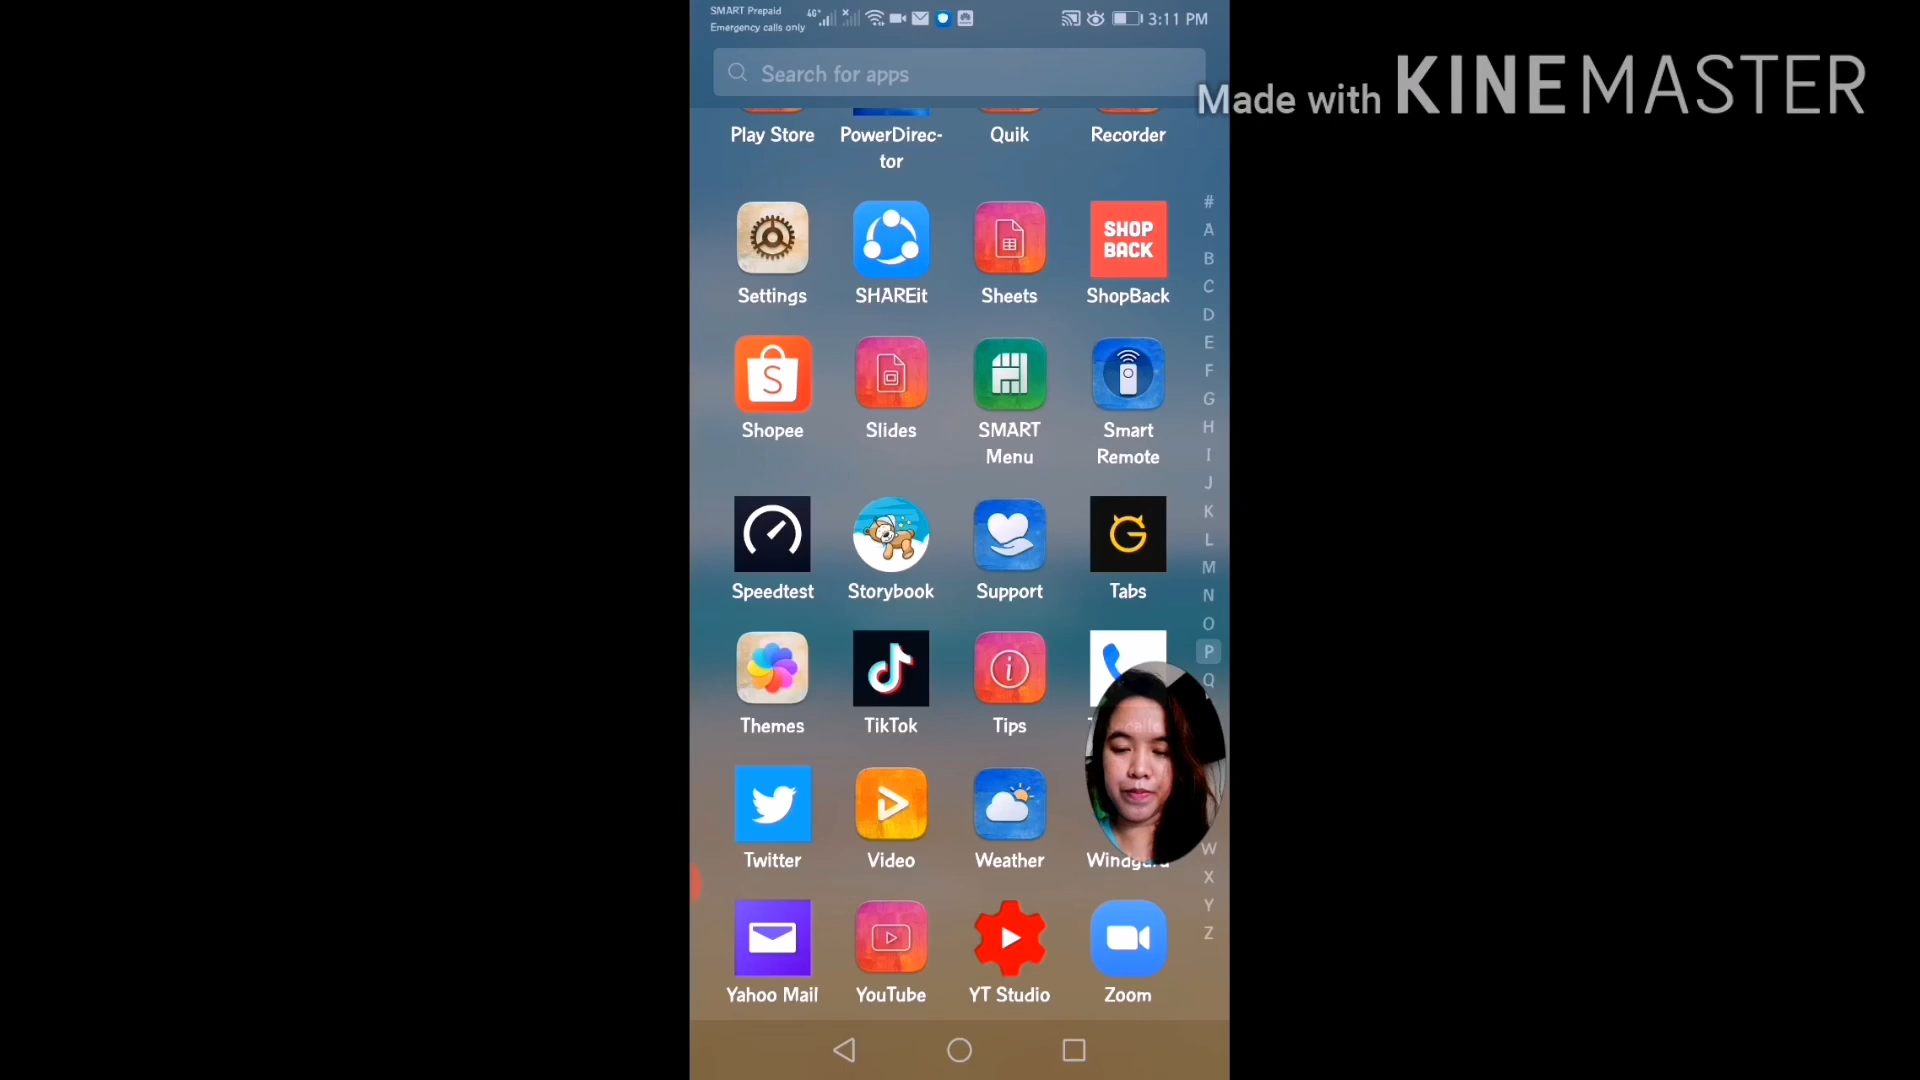 SMART Prepaid
Emergency calls only
4G+
3:11 PM
Search for apps
Made with KINEMASTER
Play Store
PowerDirec-
tor
Quik
Recorder
Settings
SHAREit
Sheets
SHOP
BACK
ShopBack
Shopee
Slides
SMART
Menu
Smart
Remote
Speedtest
Storybook
Support
Tabs
Themes
TikTok
Tips
Twitter
Video
Weather
Yahoo Mail
YouTube
YT Studio
Zoom
#
A
B
C
D
E
F
G
H
I
J
K
L
M
N
O
P
Q
W
X
Y
Z